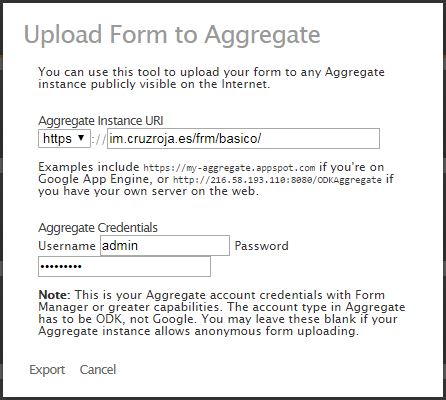 Upload Form to Aggregate
You can use this tool to upload your form to any Aggregate
instance publicly visible on the Internet.
Aggregate Instance URI
https :// im.cruzroja.es/frm/basico/
Examples include https://my-aggregate.appspot.com if you're on
Google App Engine, or http://216.58.193.110:8080/ODKAggregate if
you have your own server on the web.
Aggregate Credentials
Username admin Password
•••••••••
Note: This is your Aggregate account credentials with Form
Manager or greater capabilities. The account type in Aggregate
has to be ODK, not Google. You may leave these blank if your
Aggregate instance allows anonymous form uploading.
Export Cancel